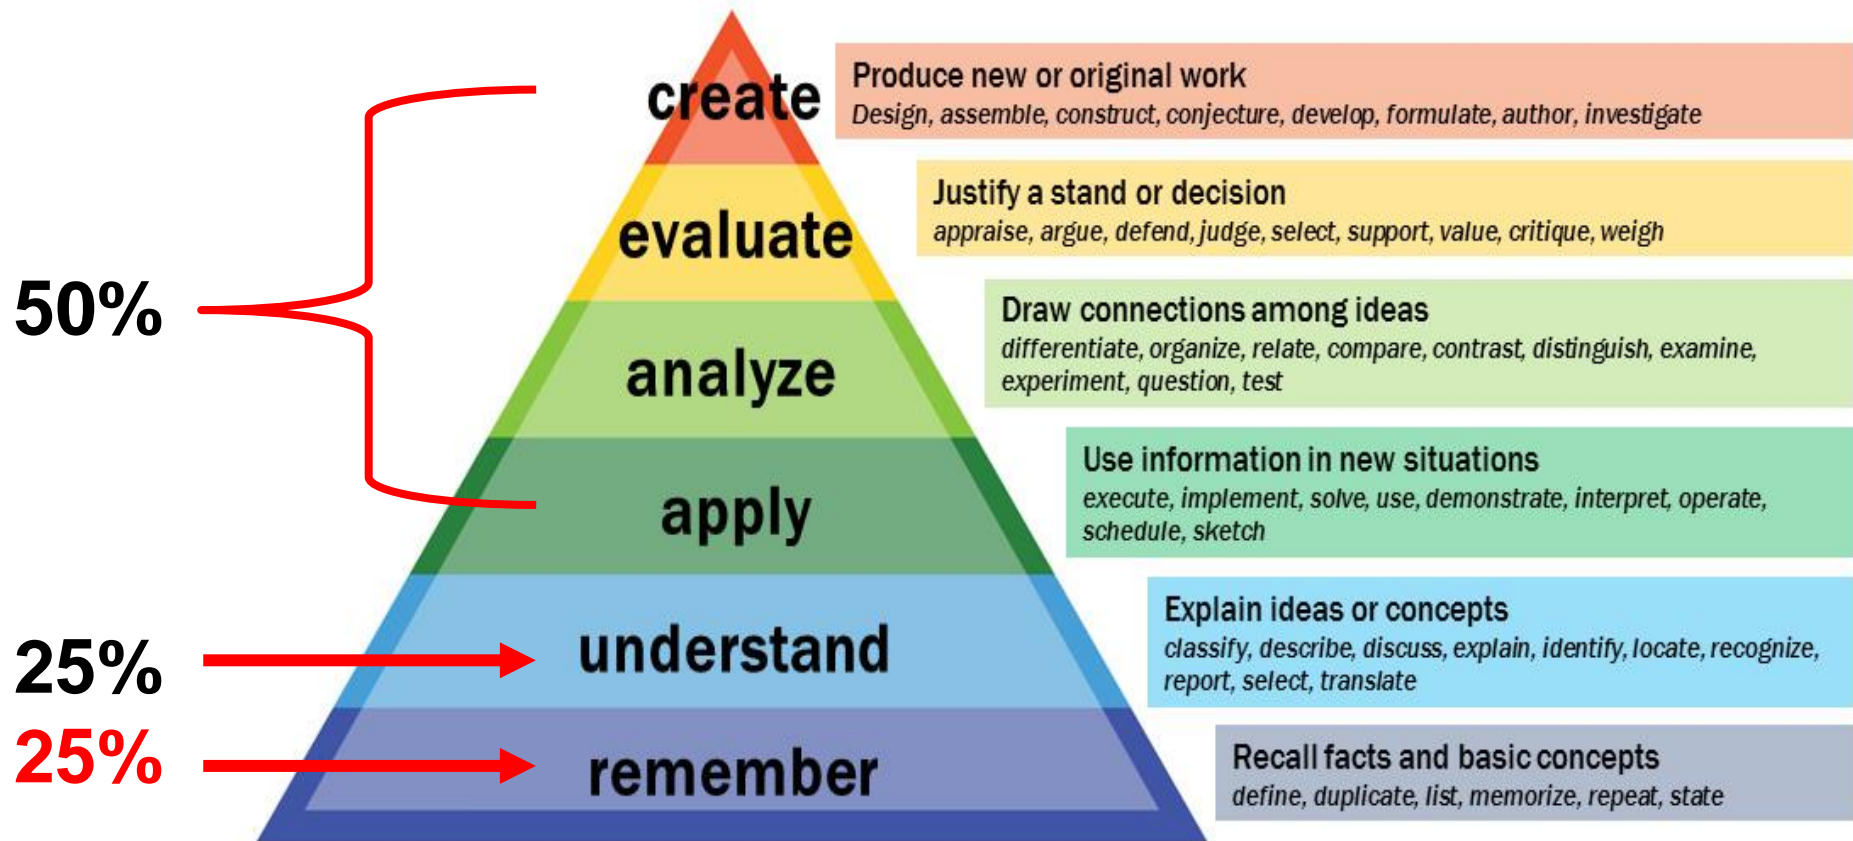 create
Produce new or original work
Design, assemble, construct, conjecture, develop, formulate, author, investigate
evaluate
Justify a stand or decision
appraise, argue, defend, judge, select, support, value, critique, weigh
50%
analyze
Draw connections among ideas
differentiate, organize, relate, compare, contrast, distinguish, examine,
experiment, question, test
apply
Use information in new situations
execute, implement, solve, use, demonstrate, interpret, operate,
schedule, sketch
25%
understand
Explain ideas or concepts
classify, describe, discuss, explain, identify, locate, recognize,
report, select, translate
25%
remember
Recall facts and basic concepts
define, duplicate, list, memorize, repeat, state